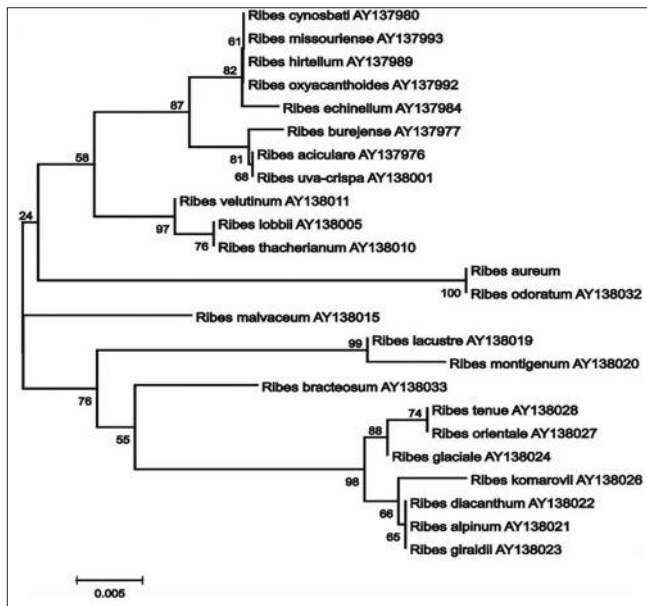 Ribes cynosbati AY137980
61
Ribes missouriense AY137993
Ribes hirtellum AY137989
82
Ribes oxyacanthoides AY137992
87
Ribes echinellum AY137984
Ribes burejense AY137977
58
81
Ribes aciculare AY137976
68
Ribes uva-crispa AY138001
Ribes velutinum AY138011
24
97
Ribes lobbii AY138005
76
Ribes thacherianum AY138010
Ribes aureum
100
Ribes odoratum AY138032
Ribes malvaceum AY138015
99
Ribes lacustre AY138019
Ribes montigenum AY138020
76
Ribes bracteosum AY138033
74
Ribes tenue AY138028
55
88
Ribes orientale AY138027
Ribes glaciale AY138024
98
Ribes komarovii AY138026
66
Ribes diacanthum AY138022
65
Ribes alpinum AY138021
Ribes giraldii AY138023
0.005